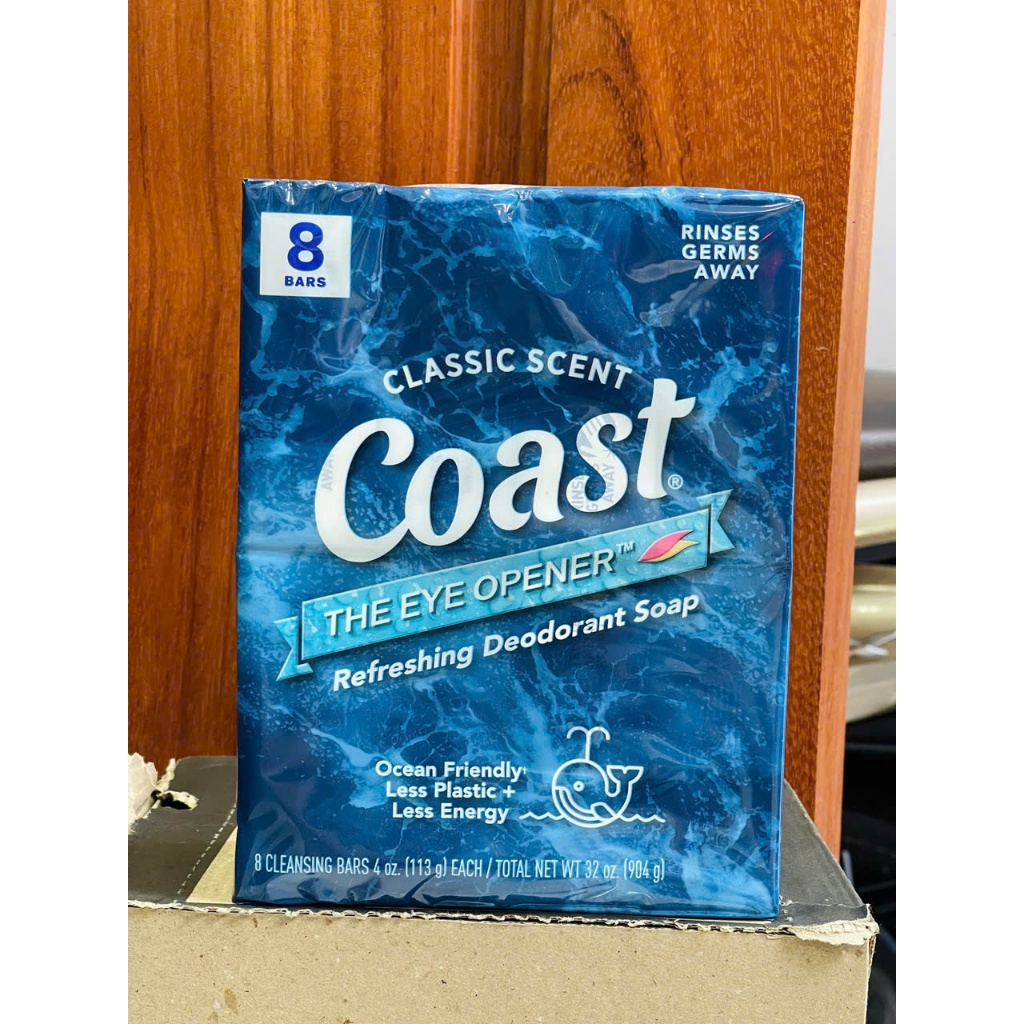 8
BARS
RINSES
GERMS
AWAY
CLASSIC SCENT
Coast®
THE EYE OPENER™
Refreshing Deodorant Soap
Ocean Friendly†
Less Plastic +
Less Energy
8 CLEANSING BARS 4 oz. (113 g) EACH / TOTAL NET WT 32 oz. (904 g)